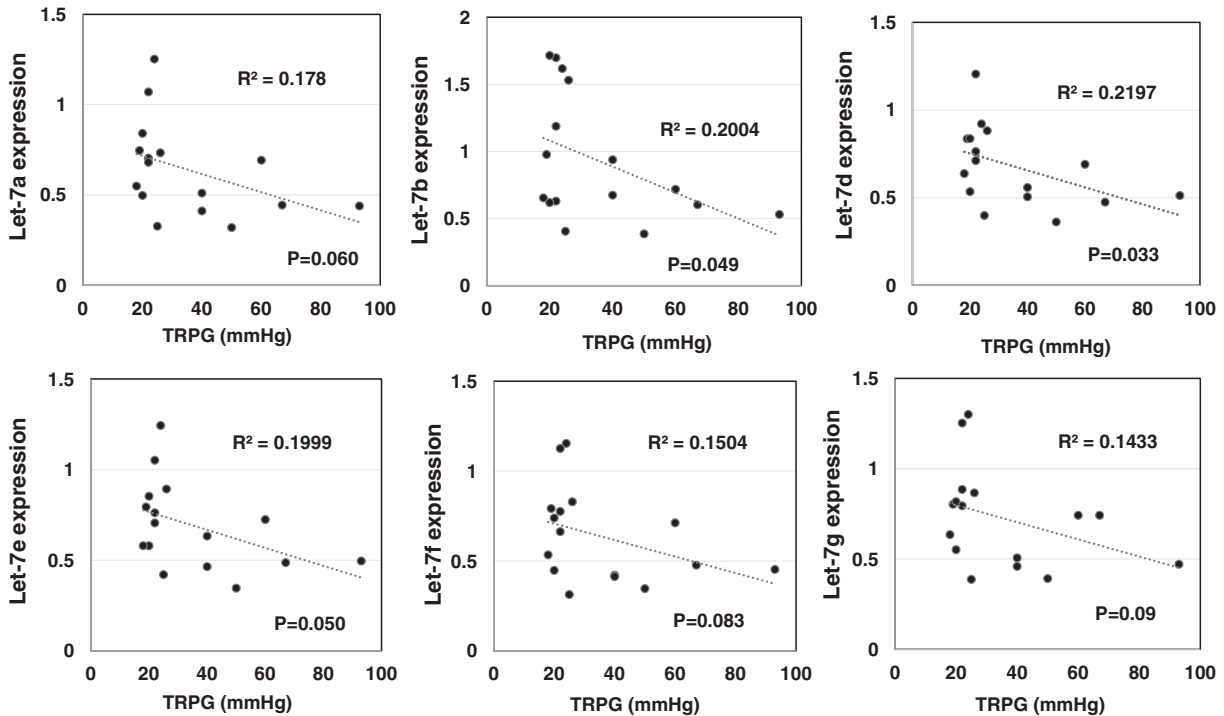 Let-7a expression
1.5
1
0.5
0
R² = 0.178
P=0.060
0 20 40 60 80 100
TRPG (mmHg)
Let-7b expression
2
1.5
1
0.5
0
R² = 0.2004
P=0.049
0 20 40 60 80 100
TRPG (mmHg)
Let-7d expression
1.5
1
0.5
0
R² = 0.2197
P=0.033
0 20 40 60 80 100
TRPG (mmHg)
Let-7e expression
1.5
1
0.5
0
R² = 0.1999
P=0.050
0 20 40 60 80 100
TRPG (mmHg)
Let-7f expression
1.5
1
0.5
0
R² = 0.1504
P=0.083
0 20 40 60 80 100
TRPG (mmHg)
Let-7g expression
1.5
1
0.5
0
R² = 0.1433
P=0.09
0 20 40 60 80 100
TRPG (mmHg)